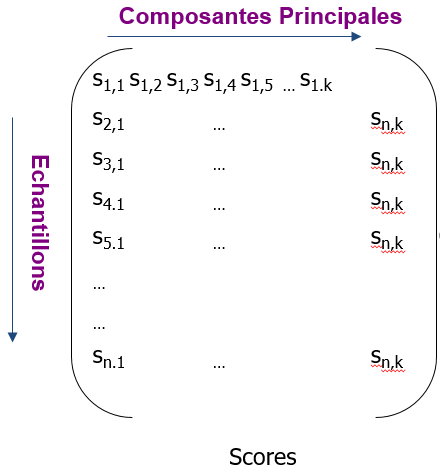 Composantes Principales
s1,1 s1,2 s1,3 s1,4 s1,5 ... s1.k
s2,1 ... sn,k
s3,1 ... sn,k
s4.1 ... sn,k
s5.1 ... sn,k
...
...
sn.1 ... sn,k
Echantillons
Scores